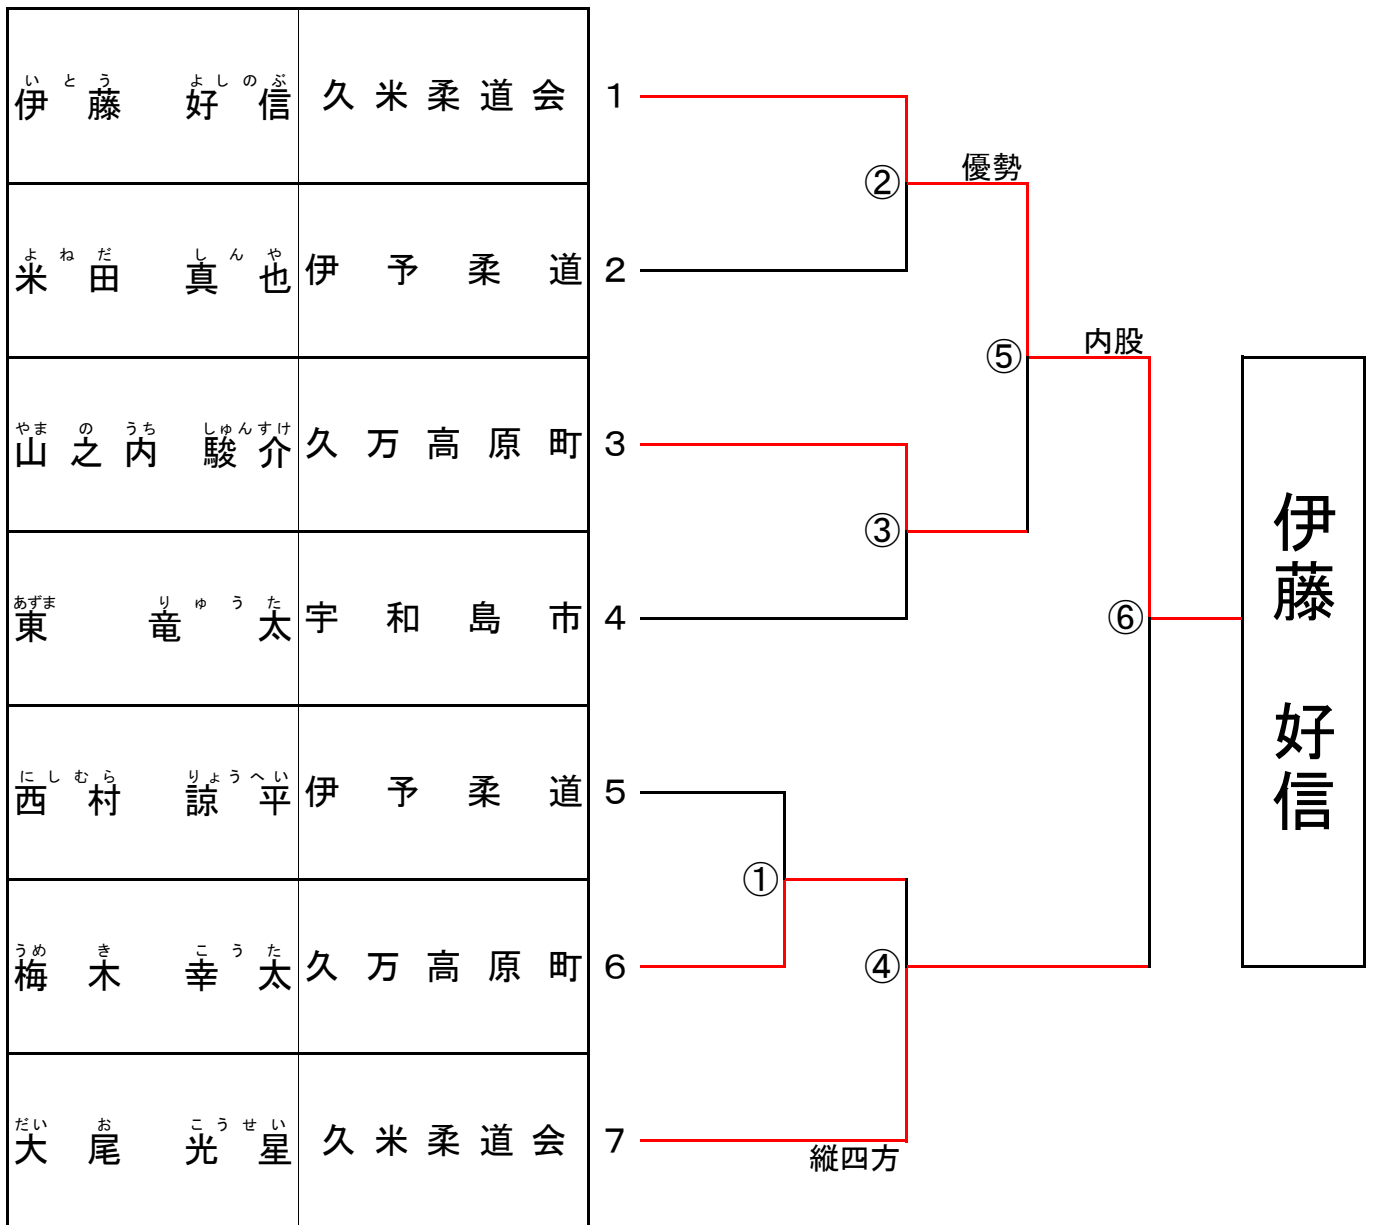 いとう よしのぶ
伊藤 好信 久米柔道会 1
② 優勢
よねだ しんや
米田 真也 伊予柔道 2
⑤ 内股
やまのうち しゅんすけ
山之内 駿介 久万高原町 3
③
あずま りゅうた
東 竜太 宇和島市 4
⑥
伊藤 好信
にしむら りょうへい
西村 諒平 伊予柔道 5
①
うめき こうた
梅木 幸太 久万高原町 6
④
だいお こうせい
大尾 光星 久米柔道会 7
縦四方